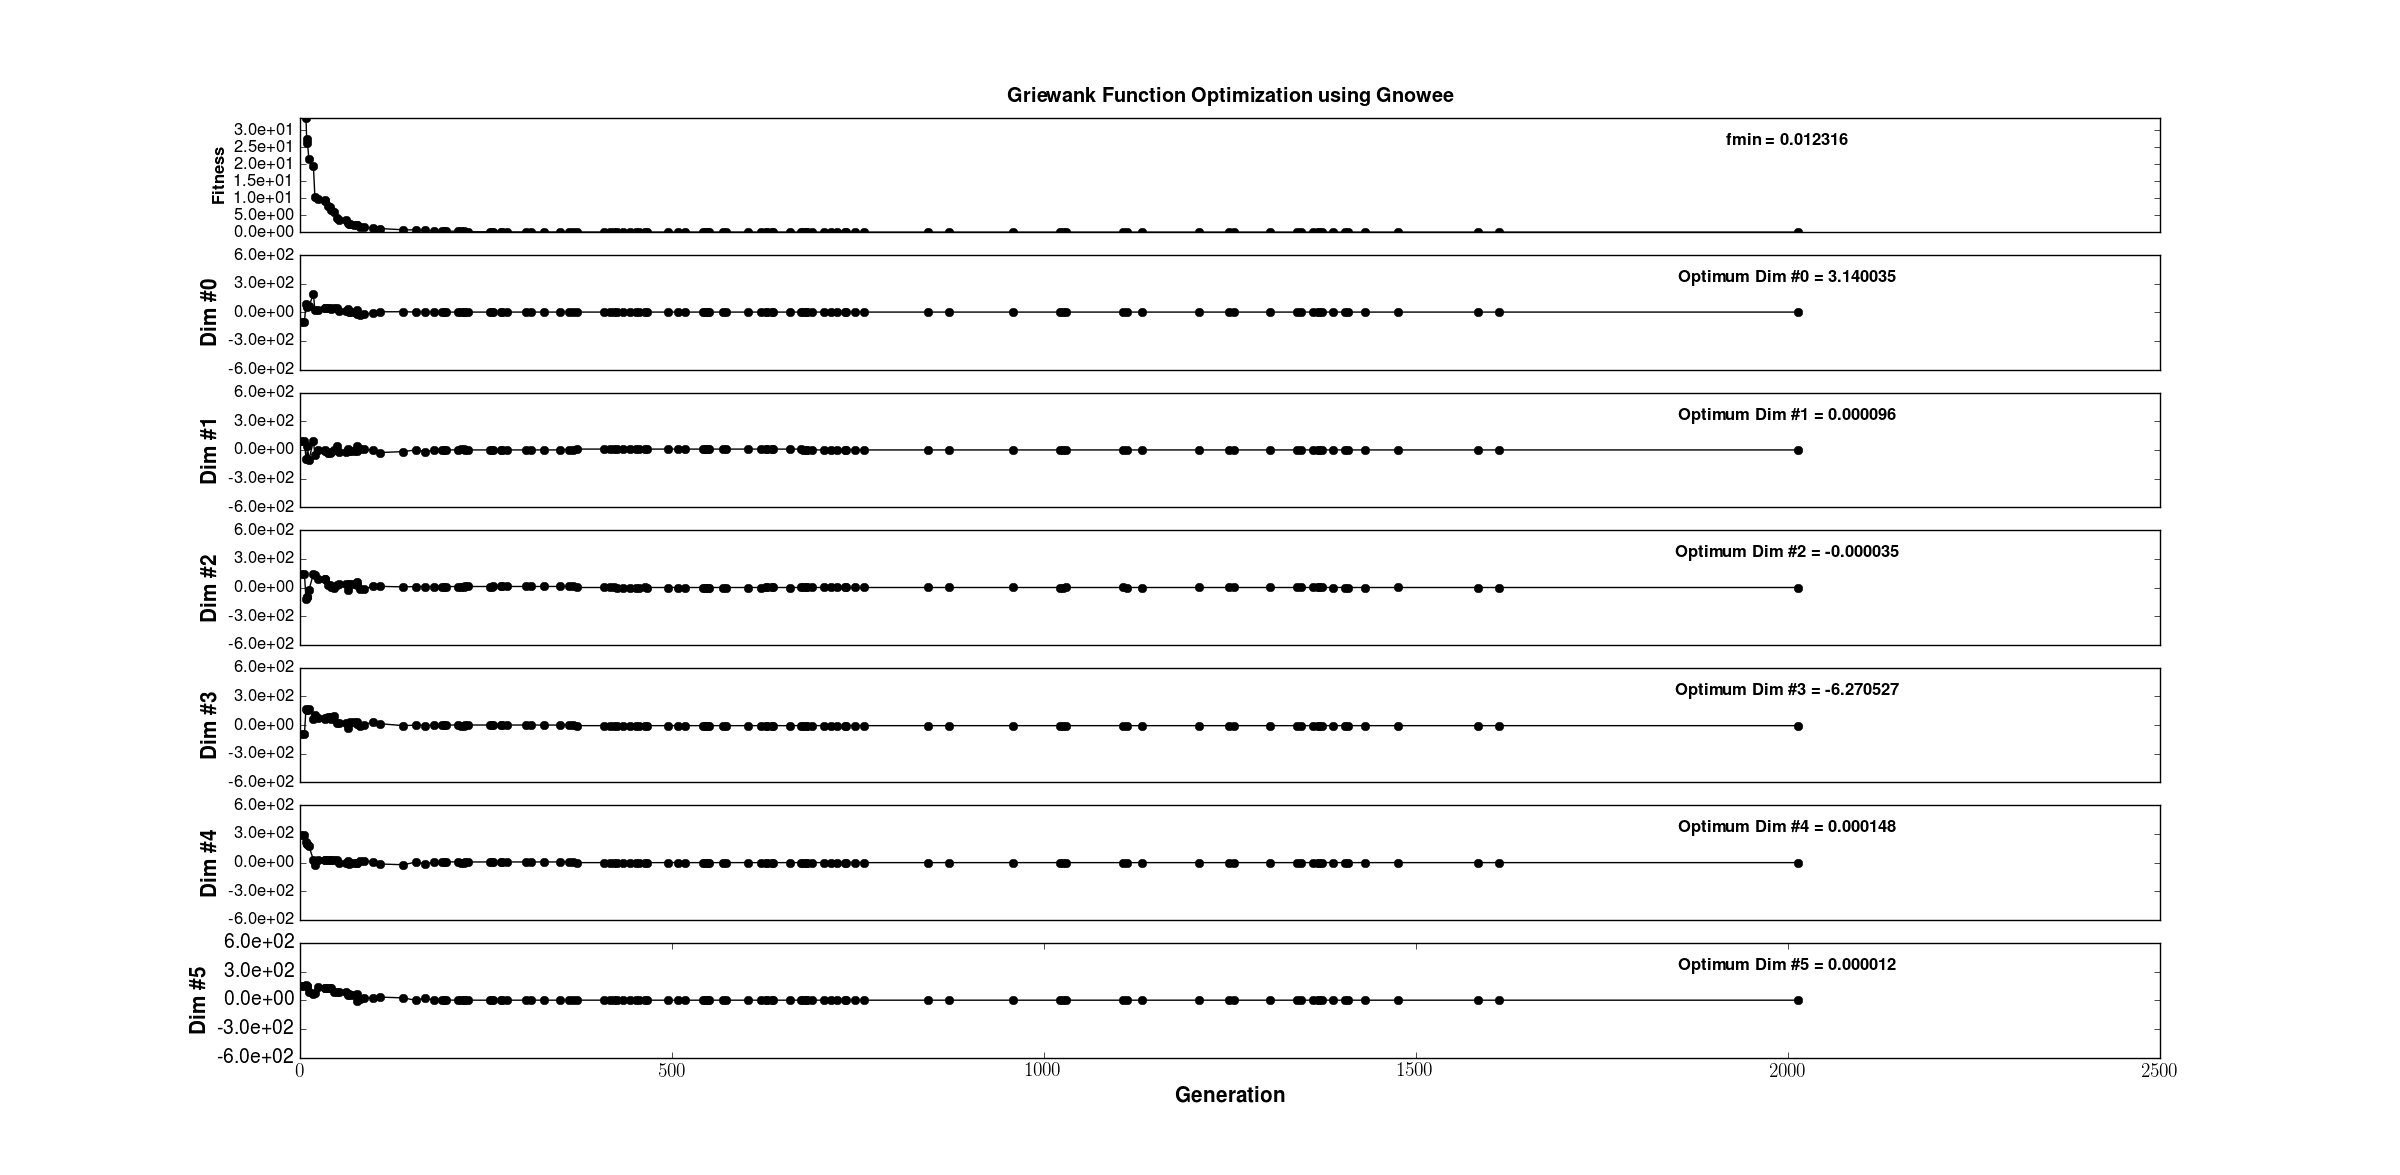 Griewank Function Optimization using Gnowee
Fitness
3.0e+01
2.5e+01
2.0e+01
1.5e+01
1.0e+01
5.0e+00
0.0e+00
fmin = 0.012316
Dim #0
6.0e+02
3.0e+02
0.0e+00
-3.0e+02
-6.0e+02
Optimum Dim #0 = 3.140035
Dim #1
6.0e+02
3.0e+02
0.0e+00
-3.0e+02
-6.0e+02
Optimum Dim #1 = 0.000096
Dim #2
6.0e+02
3.0e+02
0.0e+00
-3.0e+02
-6.0e+02
Optimum Dim #2 = -0.000035
Dim #3
6.0e+02
3.0e+02
0.0e+00
-3.0e+02
-6.0e+02
Optimum Dim #3 = -6.270527
Dim #4
6.0e+02
3.0e+02
0.0e+00
-3.0e+02
-6.0e+02
Optimum Dim #4 = 0.000148
Dim #5
6.0e+02
3.0e+02
0.0e+00
-3.0e+02
-6.0e+02
Optimum Dim #5 = 0.000012
0 500 1000 1500 2000 2500
Generation